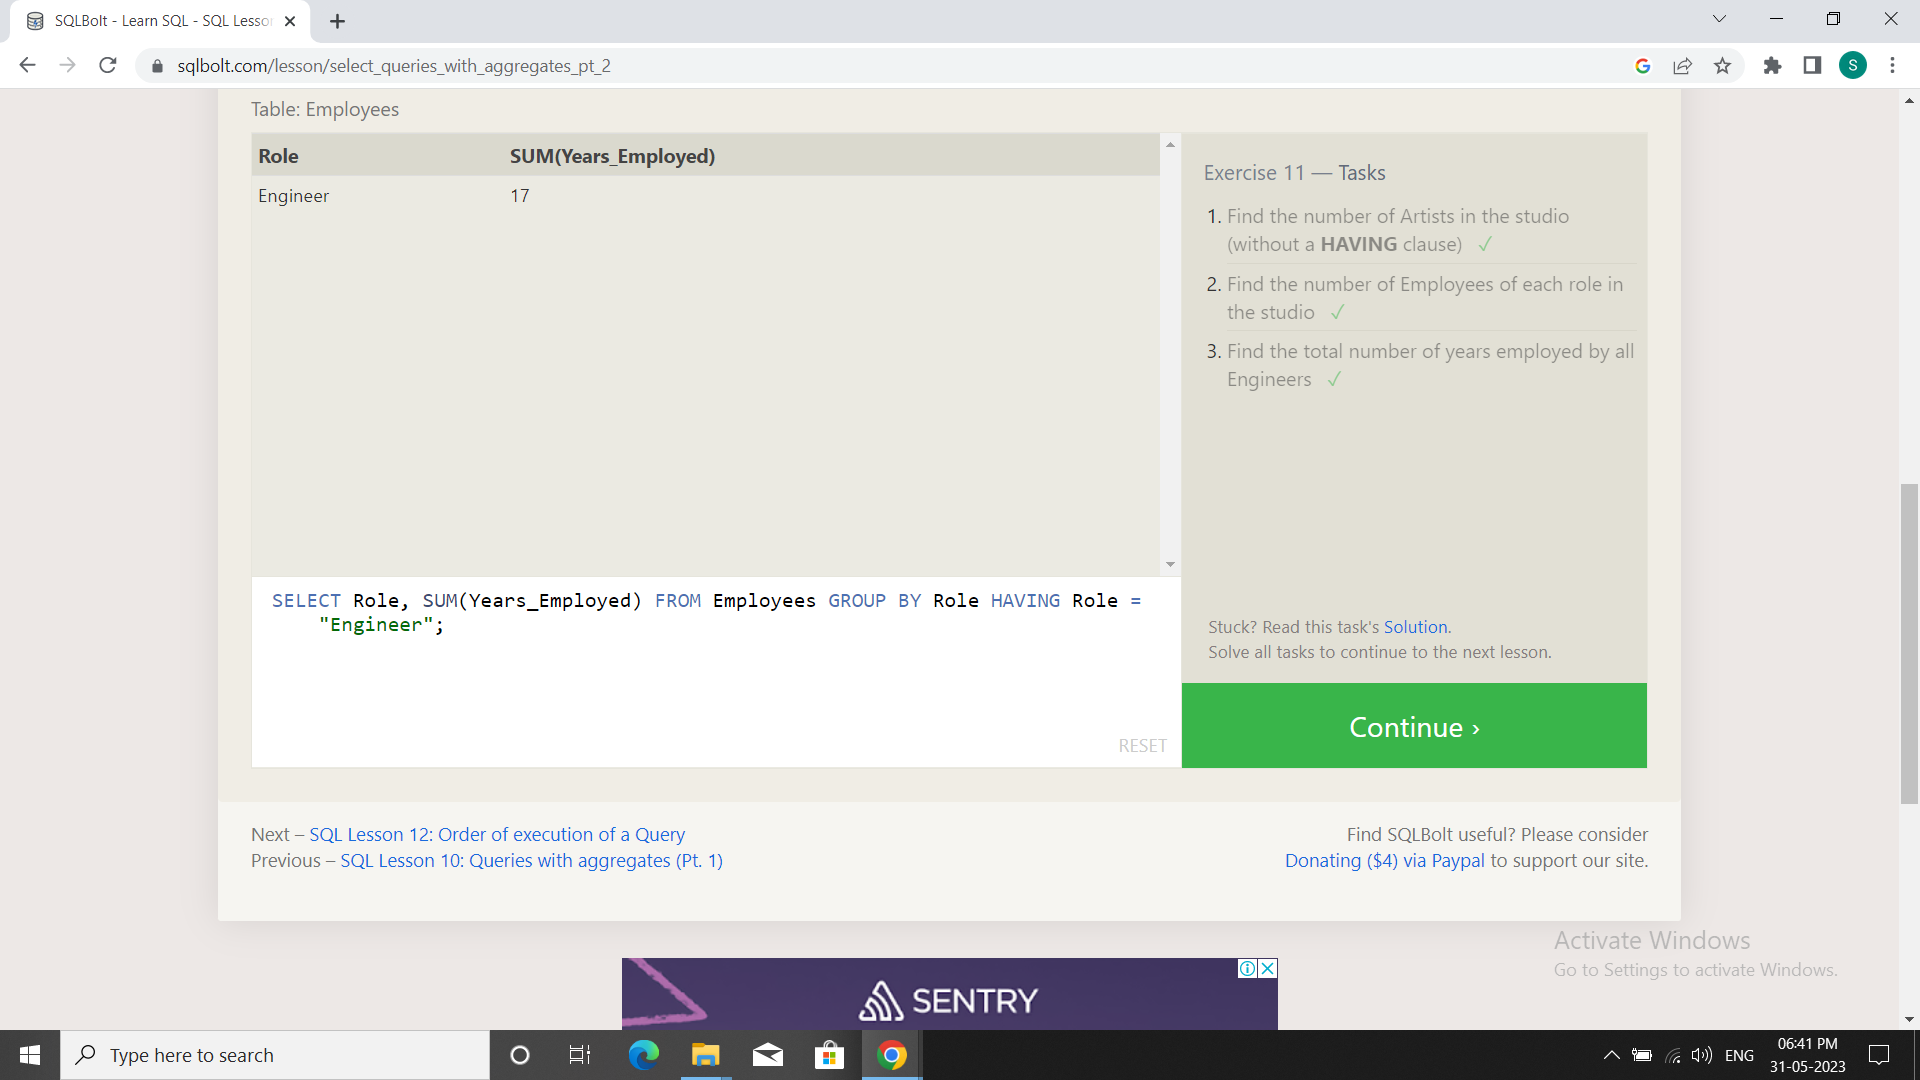 SQLBolt - Learn SQL - SQL Lesso
sqlbolt.com/lesson/select_queries_with_aggregates_pt_2
S
Table: Employees
Role SUM(Years_Employed)
Engineer 17
Exercise 11 — Tasks
1. Find the number of Artists in the studio
(without a HAVING clause) ✓
2. Find the number of Employees of each role in
the studio ✓
3. Find the total number of years employed by all
Engineers ✓
SELECT Role, SUM(Years_Employed) FROM Employees GROUP BY Role HAVING Role =
"Engineer";
RESET
Stuck? Read this task's Solution.
Solve all tasks to continue to the next lesson.
Continue ›
Next – SQL Lesson 12: Order of execution of a Query
Previous – SQL Lesson 10: Queries with aggregates (Pt. 1)
Find SQLBolt useful? Please consider
Donating ($4) via Paypal to support our site.
Activate Windows
Go to Settings to activate Windows.
SENTRY
Type here to search
ENG
06:41 PM
31-05-2023